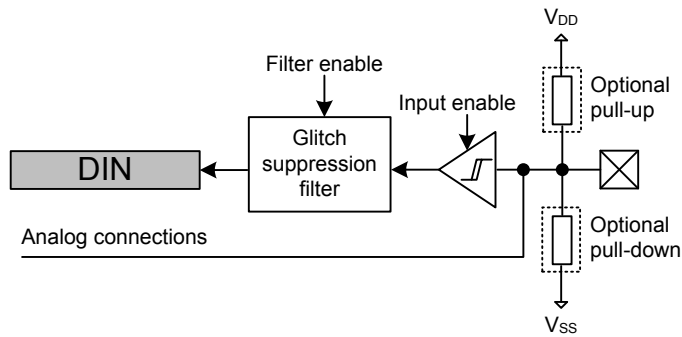 VDD
Filter enable
Optional
pull-up
Input enable
Glitch
suppression
filter
DIN
Analog connections
Optional
pull-down
VSS